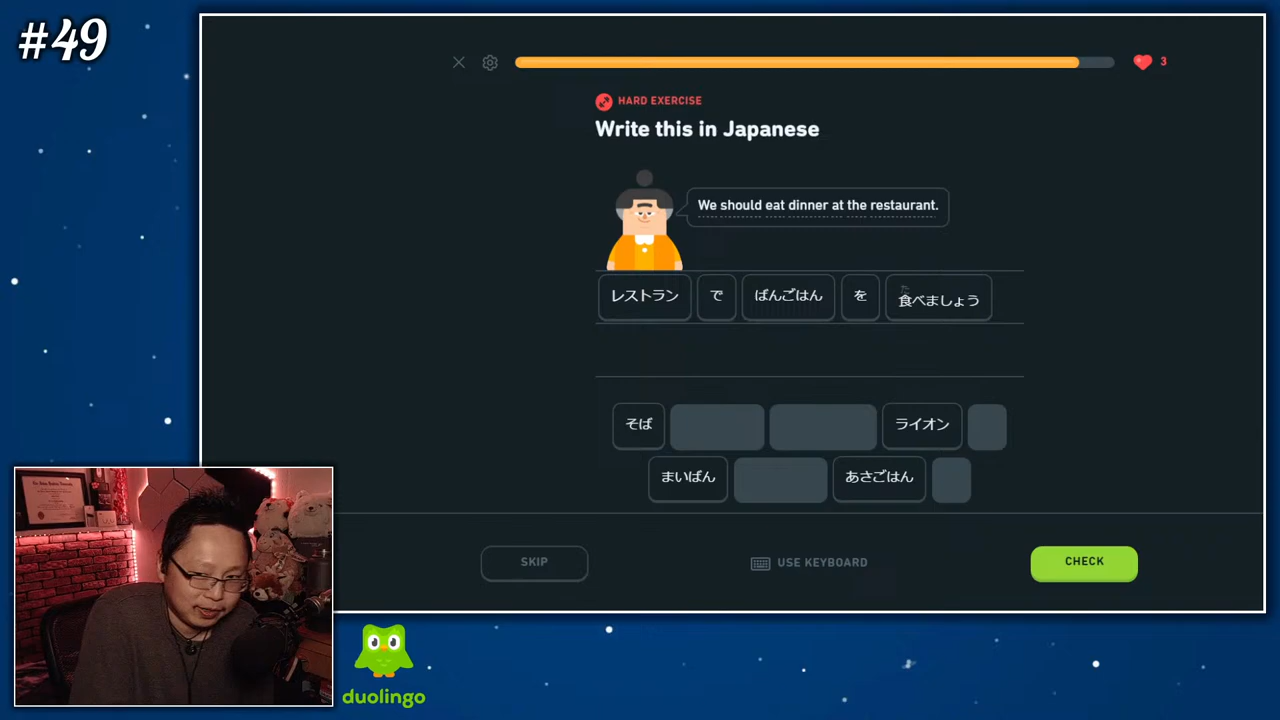 #49
3
HARD EXERCISE
Write this in Japanese
We should eat dinner at the restaurant.
レストラン で ばんごはん を 食べましょう
た
そば ライオン
まいばん あさごはん
SKIP USE KEYBOARD CHECK
duolingo